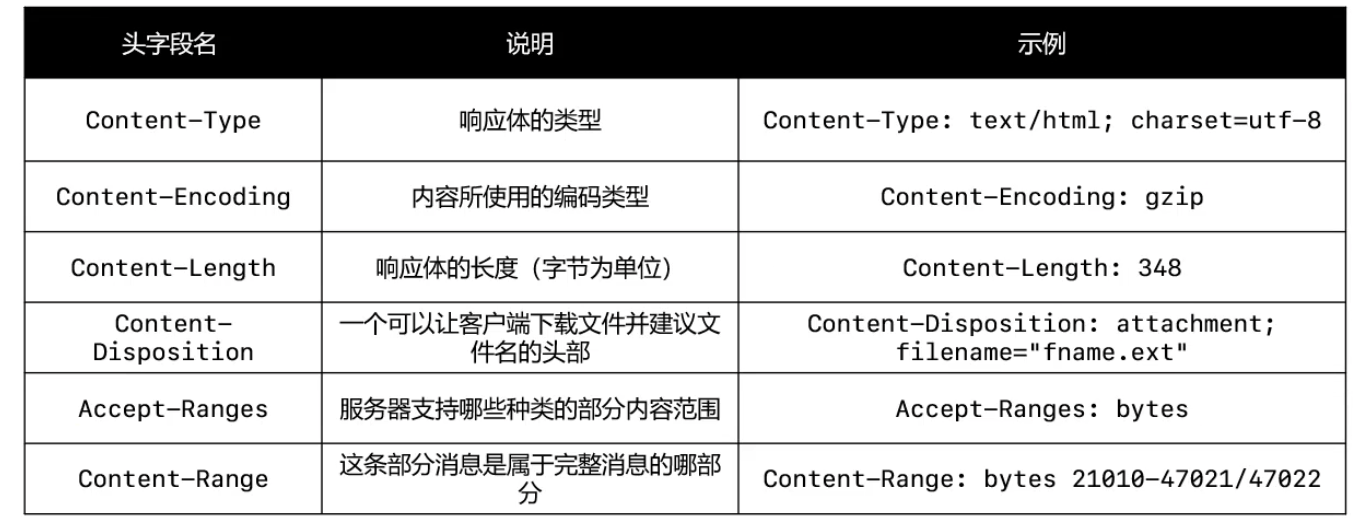 头字段名 说明 示例
Content-Type 响应体的类型 Content-Type: text/html; charset=utf-8
Content-Encoding 内容所使用的编码类型 Content-Encoding: gzip
Content-Length 响应体的长度（字节为单位） Content-Length: 348
Content-
Disposition
一个可以让客户端下载文件并建议文
件名的头部
Content-Disposition: attachment;
filename="fname.ext"
Accept-Ranges 服务器支持哪些种类的部分内容范围 Accept-Ranges: bytes
Content-Range
这条部分消息是属于完整消息的哪部
分
Content-Range: bytes 21010-47021/47022